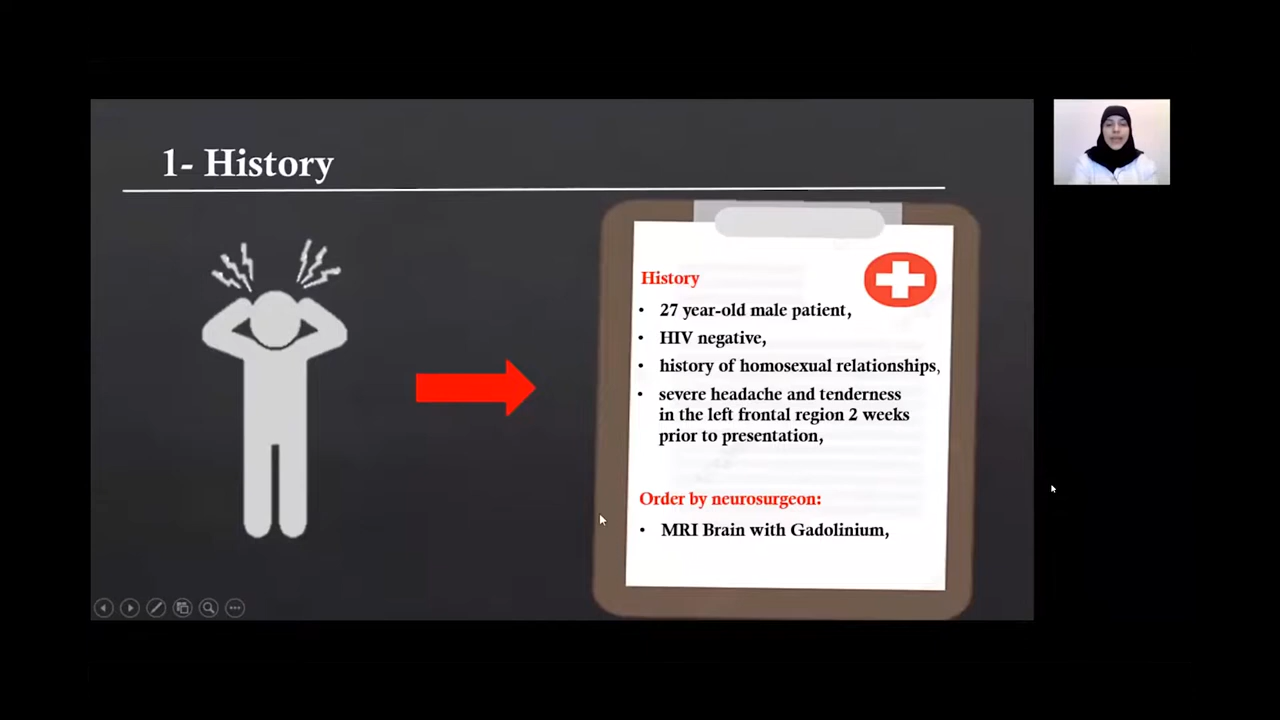 1- History
History
• 27 year-old male patient,
• HIV negative,
• history of homosexual relationships,
• severe headache and tenderness
in the left frontal region 2 weeks
prior to presentation,
Order by neurosurgeon:
• MRI Brain with Gadolinium,